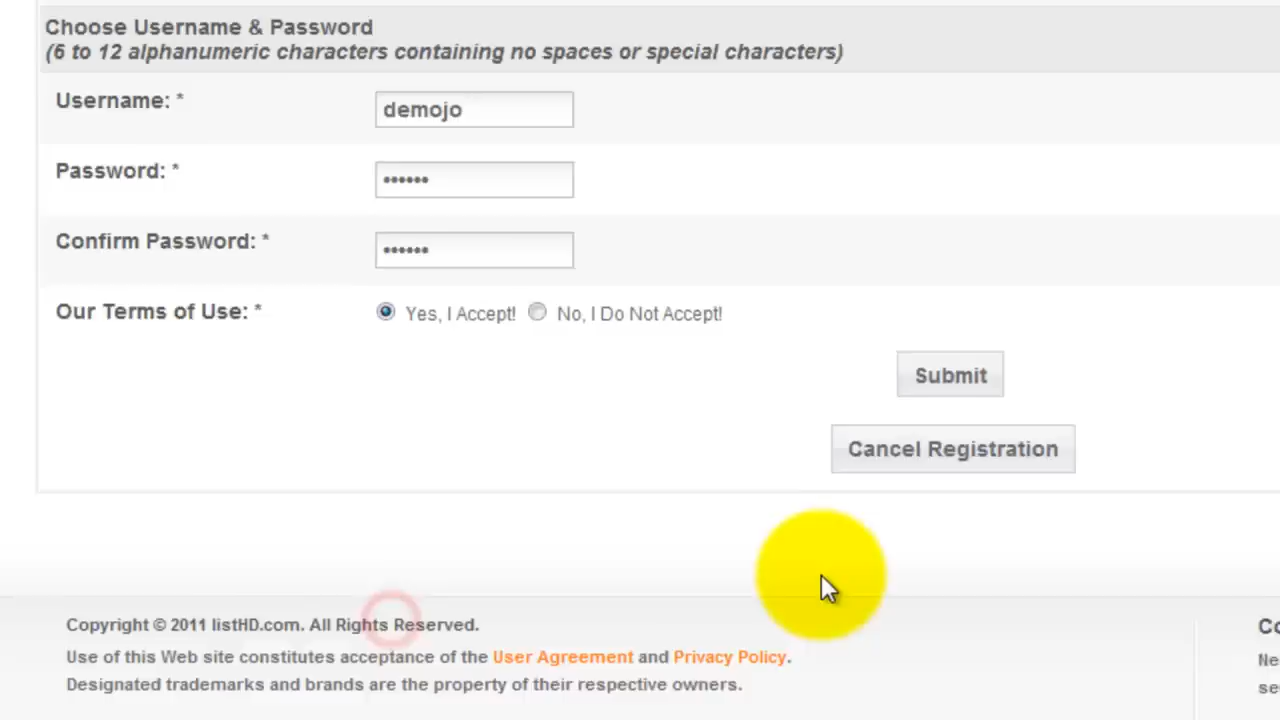 Choose Username & Password
(6 to 12 alphanumeric characters containing no spaces or special characters)
Username: *
demojo
Password: *
••••••
Confirm Password: *
••••••
Our Terms of Use: *
Yes, I Accept! No, I Do Not Accept!
Submit
Cancel Registration
Copyright © 2011 listHD.com. All Rights Reserved.
Use of this Web site constitutes acceptance of the User Agreement and Privacy Policy.
Designated trademarks and brands are the property of their respective owners.